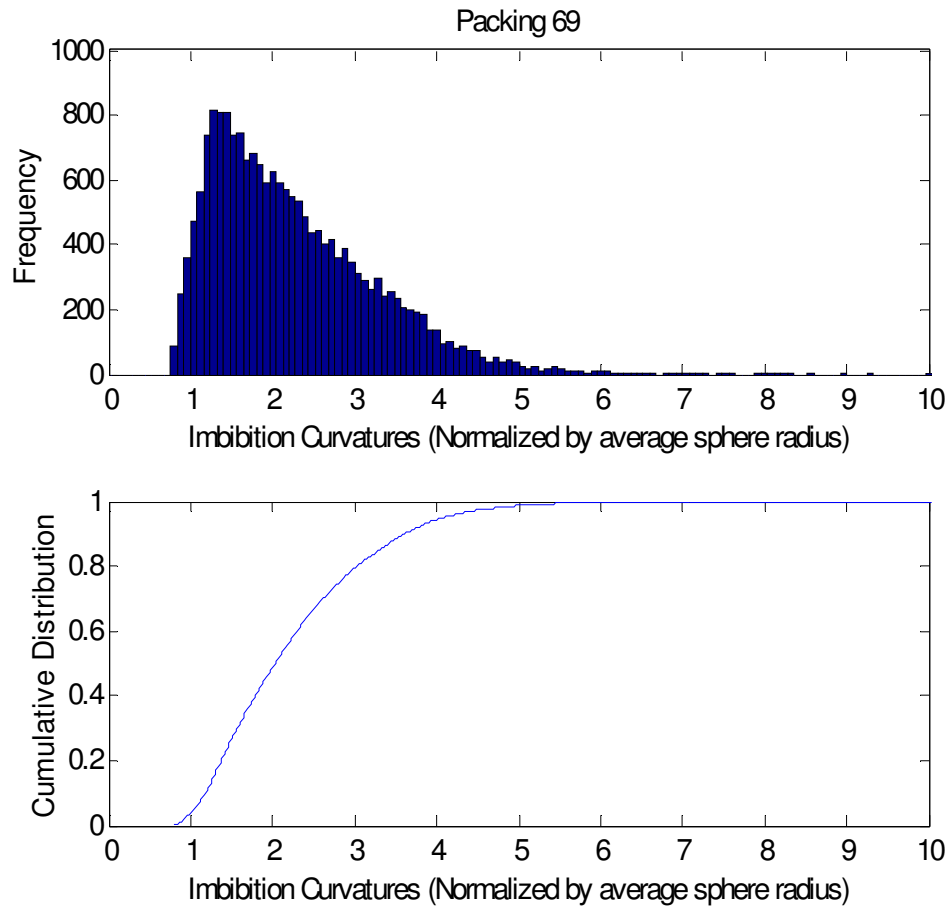 Packing 69
1000
800
600
400
200
0
Frequency
0 1 2 3 4 5 6 7 8 9 10
Imbibition Curvatures (Normalized by average sphere radius)
1
0.8
0.6
0.4
0.2
0
Cumulative Distribution
0 1 2 3 4 5 6 7 8 9 10
Imbibition Curvatures (Normalized by average sphere radius)